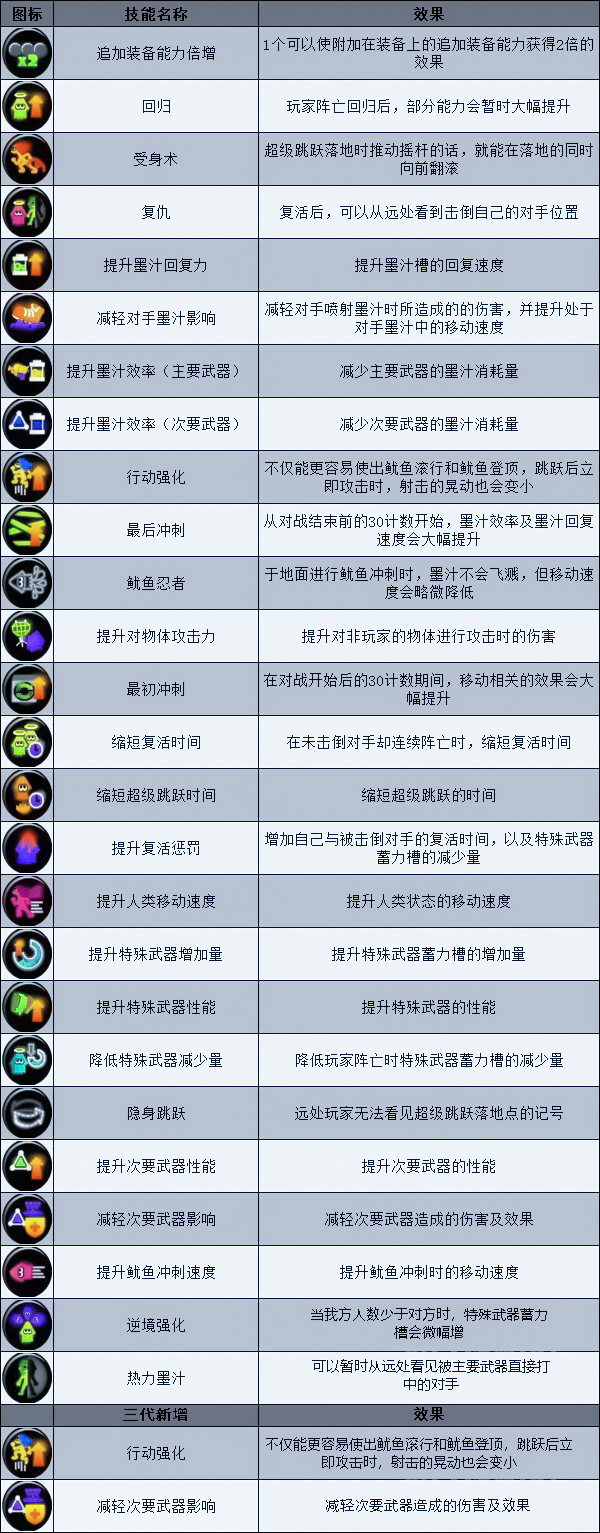 图标 技能名称 效果
追加装备能力倍增 1个可以使附加在装备上的追加装备能力获得2倍的
效果
x2
回归 玩家阵亡回归后，部分能力会暂时大幅提升
受身术 超级跳跃落地时推动摇杆的话，就能在落地的同时
向前翻滚
复仇 复活后，可以从远处看到击倒自己的对手位置
提升墨汁回复力 提升墨汁槽的回复速度
减轻对手墨汁影响 减轻对手喷射墨汁时所造成的的伤害，并提升处于
对手墨汁中的移动速度
提升墨汁效率（主要武器） 减少主要武器的墨汁消耗量
提升墨汁效率（次要武器） 减少次要武器的墨汁消耗量
行动强化 不仅能更容易使出鱿鱼滚行和鱿鱼登顶，跳跃后立
即攻击时，射击的晃动也会变小
最后冲刺 从对战结束前的30计数开始，墨汁效率及墨汁回复
速度会大幅提升
鱿鱼忍者 于地面进行鱿鱼冲刺时，墨汁不会飞溅，但移动速
度会略微降低
提升对物体攻击力 提升对非玩家的物体进行攻击时的伤害
最初冲刺 在对战开始后的30计数期间，移动相关的效果会大
幅提升
缩短复活时间 在未击倒对手却连续阵亡时，缩短复活时间
缩短超级跳跃时间 缩短超级跳跃的时间
提升复活惩罚 增加自己与被击倒对手的复活时间，以及特殊武器
蓄力槽的减少量
提升人类移动速度 提升人类状态的移动速度
提升特殊武器增加量 提升特殊武器蓄力槽的增加量
提升特殊武器性能 提升特殊武器的性能
降低特殊武器减少量 降低玩家阵亡时特殊武器蓄力槽的减少量
隐身跳跃 远处玩家无法看见超级跳跃落地点的记号
提升次要武器性能 提升次要武器的性能
减轻次要武器影响 减轻次要武器造成的伤害及效果
提升鱿鱼冲刺速度 提升鱿鱼冲刺时的移动速度
逆境强化 当我方人数少于对方时，特殊武器蓄力
槽会微幅增
热力墨汁 可以暂时从远处看见被主要武器直接打
中的对手
三代新增 效果
行动强化 不仅能更容易使出鱿鱼滚行和鱿鱼登顶，跳跃后立
即攻击时，射击的晃动也会变小
减轻次要武器影响 减轻次要武器造成的伤害及效果